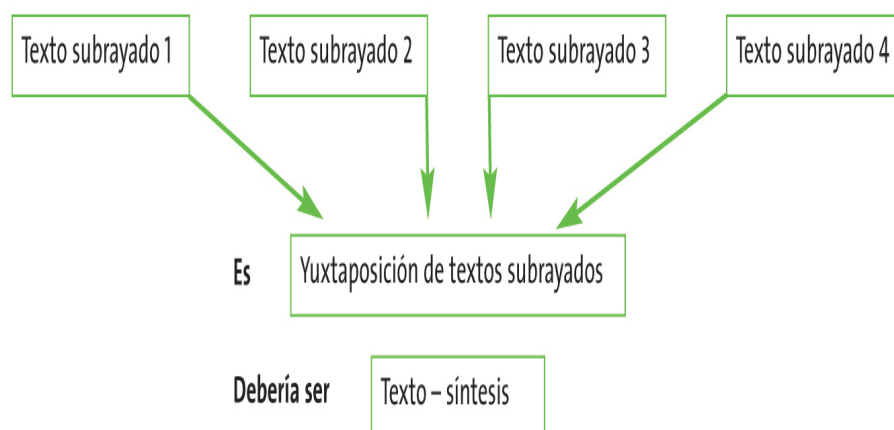 Texto subrayado 1
Texto subrayado 2
Texto subrayado 3
Texto subrayado 4
Es
Yuxtaposición de textos subrayados
Debería ser
Texto – síntesis